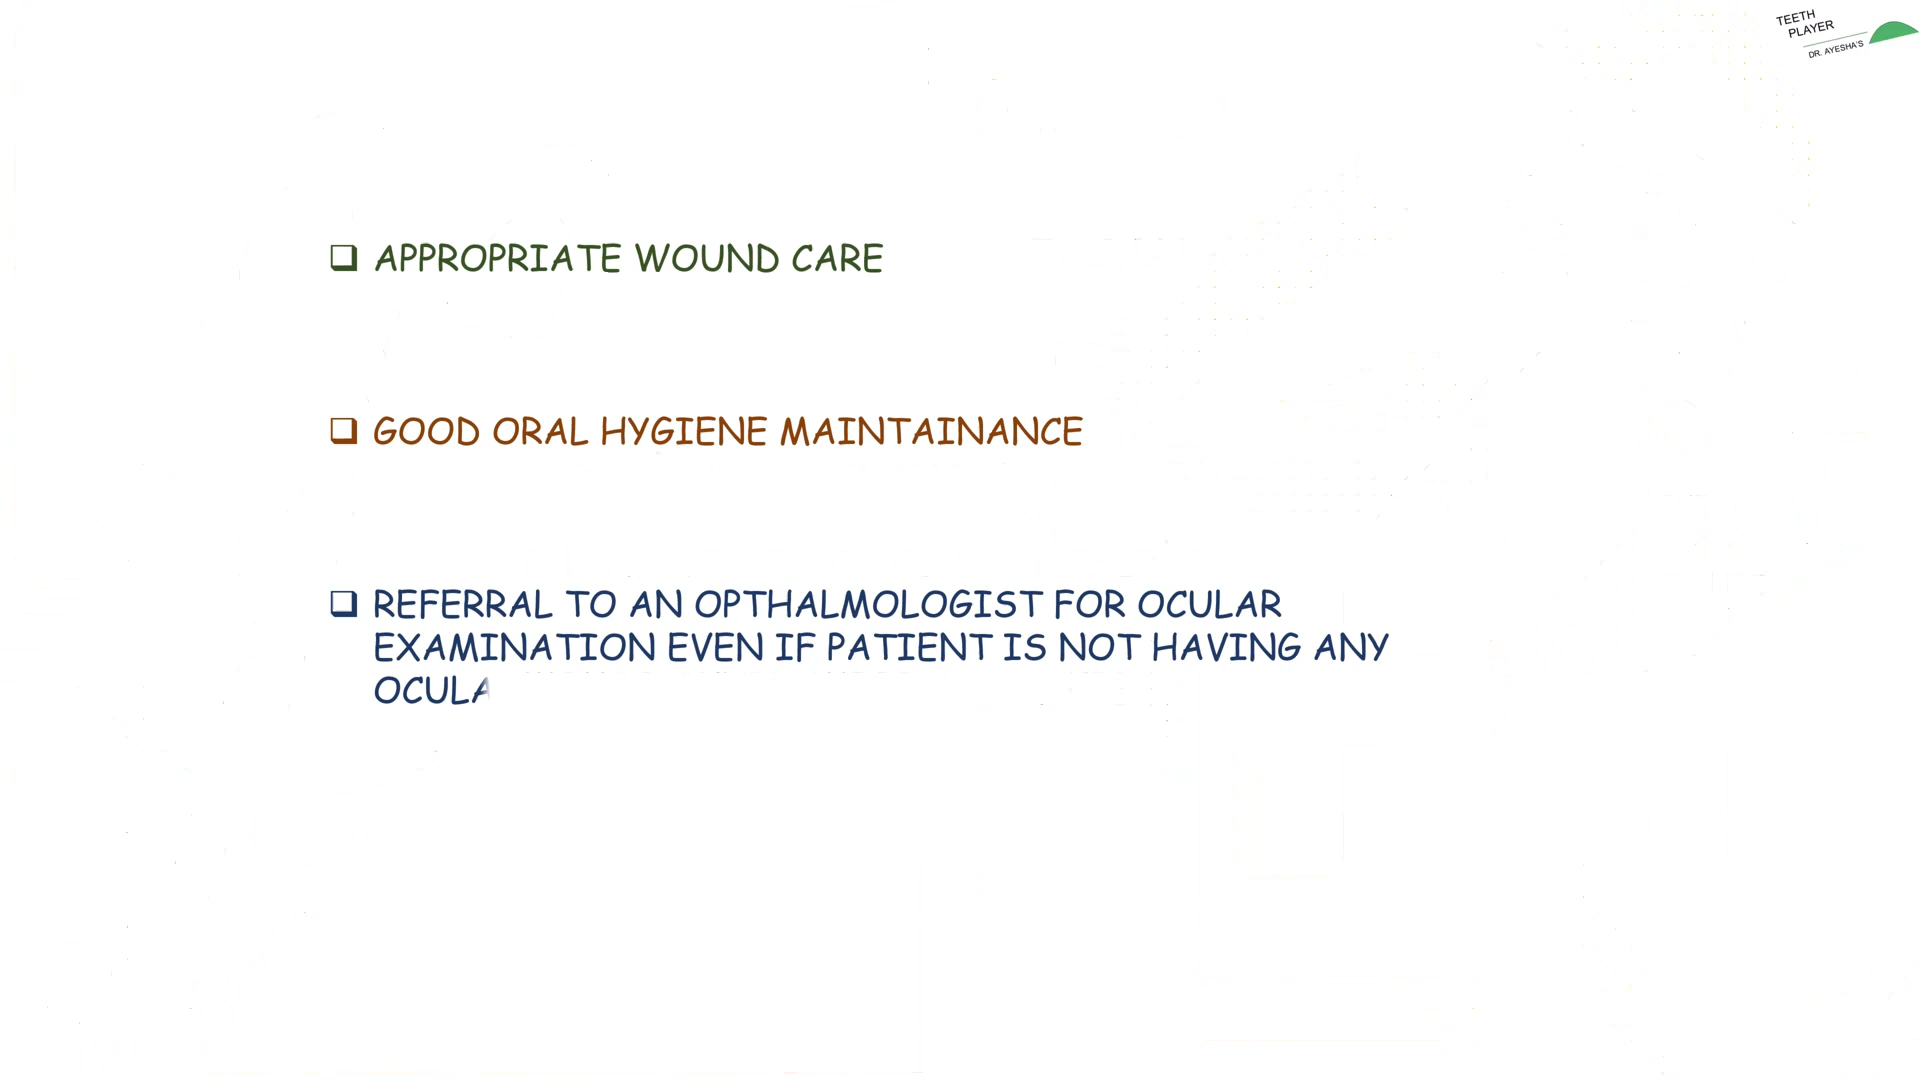 TEETH
PLAYER
DR. AYESHA'S
APPROPRIATE WOUND CARE
GOOD ORAL HYGIENE MAINTAINANCE
REFERRAL TO AN OPTHALMOLOGIST FOR OCULAR
EXAMINATION EVEN IF PATIENT IS NOT HAVING ANY
OCULA